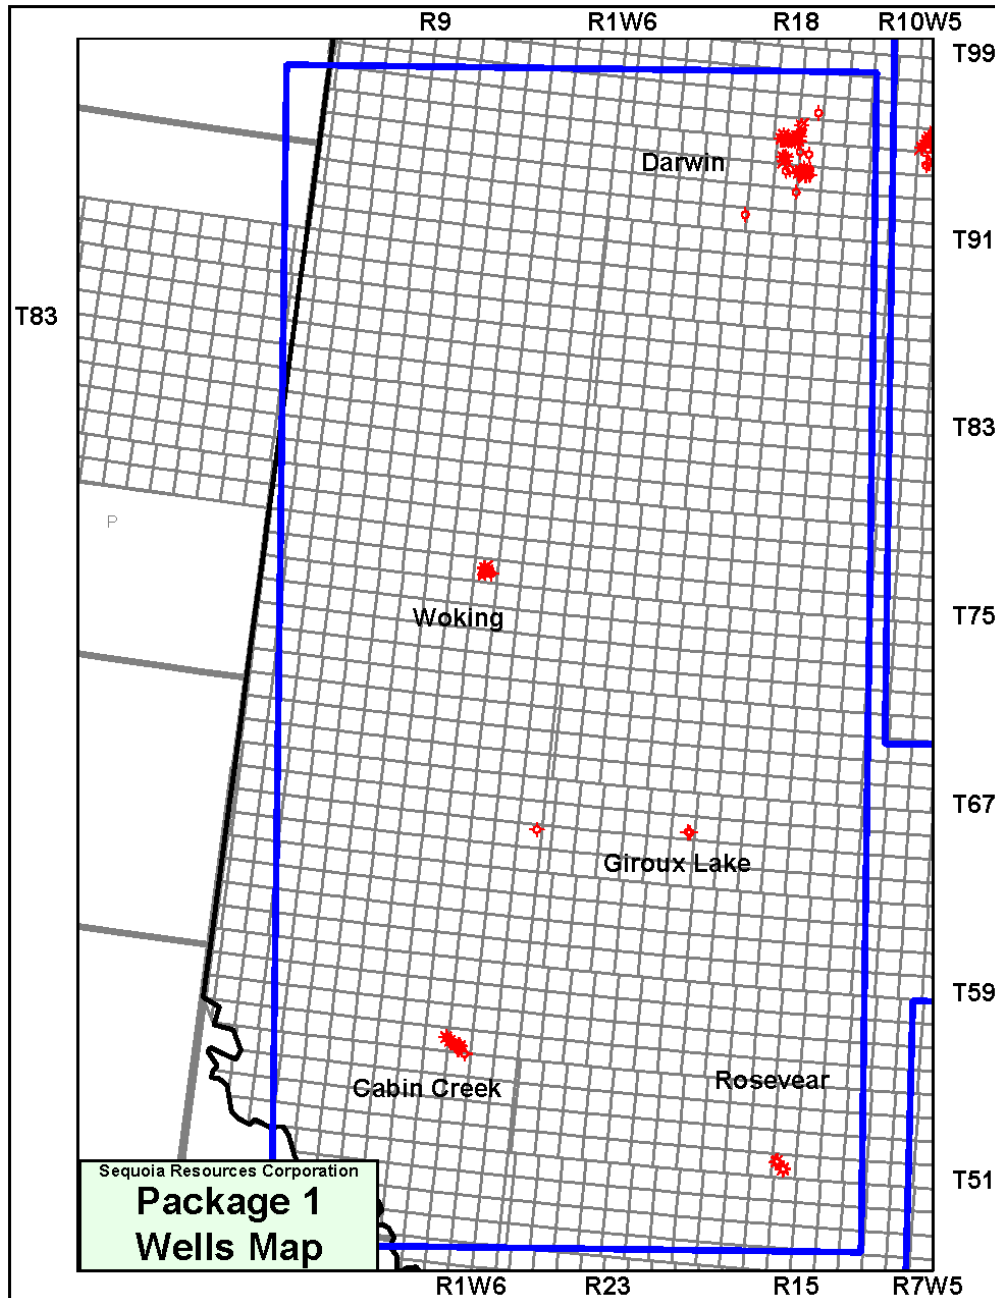 R9 R1W6 R18 R10W5
T99
Darwin
T91
T83
T83
P
Woking
T75
T67
Giroux Lake
T59
Cabin Creek
Rosevear
Sequoia Resources Corporation
Package 1
Wells Map
T51
R1W6 R23 R15 R7W5